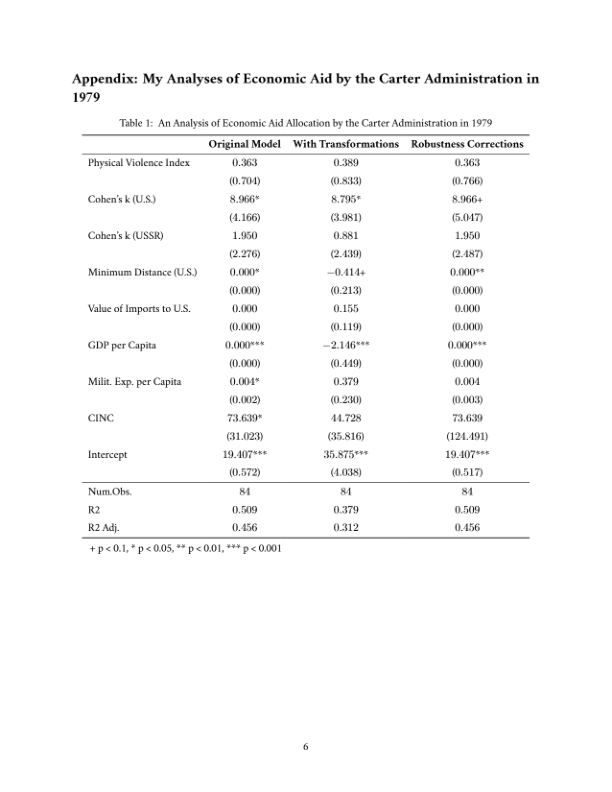 Appendix: My Analyses of Economic Aid by the Carter Administration in
1979
Table 1: An Analysis of Economic Aid Allocation by the Carter Administration in 1979
Original Model With Transformations Robustness Corrections
Physical Violence Index 0.363 0.389 0.363
(0.704) (0.833) (0.766)
Cohen's k (U.S.) 8.966* 8.795* 8.966+
(4.166) (3.981) (5.047)
Cohen's k (USSR) 1.950 0.881 1.950
(2.276) (2.439) (2.487)
Minimum Distance (U.S.) 0.000* −0.414+ 0.000**
(0.000) (0.213) (0.000)
Value of Imports to U.S. 0.000 0.155 0.000
(0.000) (0.119) (0.000)
GDP per Capita 0.000*** −2.146*** 0.000***
(0.000) (0.449) (0.000)
Milit. Exp. per Capita 0.004* 0.379 0.004
(0.002) (0.230) (0.003)
CINC 73.639* 44.728 73.639
(31.023) (35.816) (124.491)
Intercept 19.407*** 35.875*** 19.407***
(0.572) (4.038) (0.517)
Num.Obs. 84 84 84
R2 0.509 0.379 0.509
R2 Adj. 0.456 0.312 0.456
+ p < 0.1, * p < 0.05, ** p < 0.01, *** p < 0.001
6